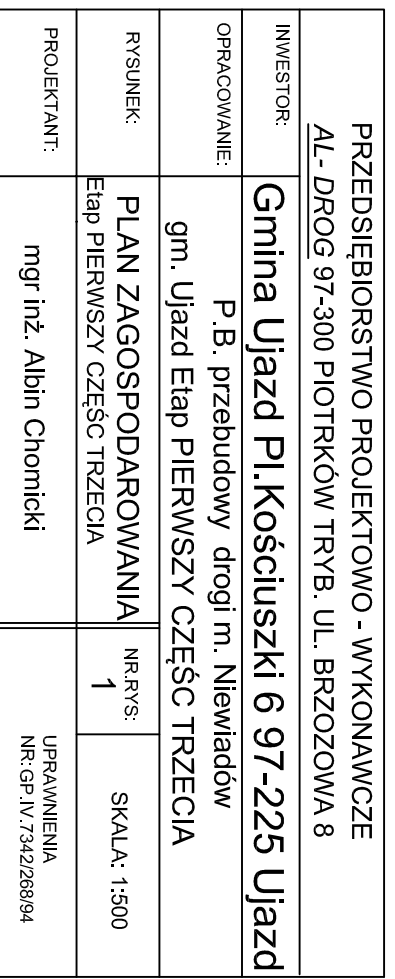 PRZEDSIĘBIORSTWO PROJEKTOWO - WYKONAWCZE
AL- DROG 97-300 PIOTRKÓW TRYB. UL. BRZOZOWA 8
INWESTOR: Gmina Ujazd Pl.Kościuszki 6 97-225 Ujazd
OPRACOWANIE: P.B. przebudowy drogi m. Niewiadów
gm. Ujazd Etap PIERWSZY CZĘŚC TRZECIA
RYSUNEK: PLAN ZAGOSPODAROWANIA
Etap PIERWSZY CZĘŚC TRZECIA
NR.RYS:
1
SKALA: 1:500
PROJEKTANT: mgr inż. Albin Chomicki
UPRAWNIENIA
NR: GP.IV.7342/268/94